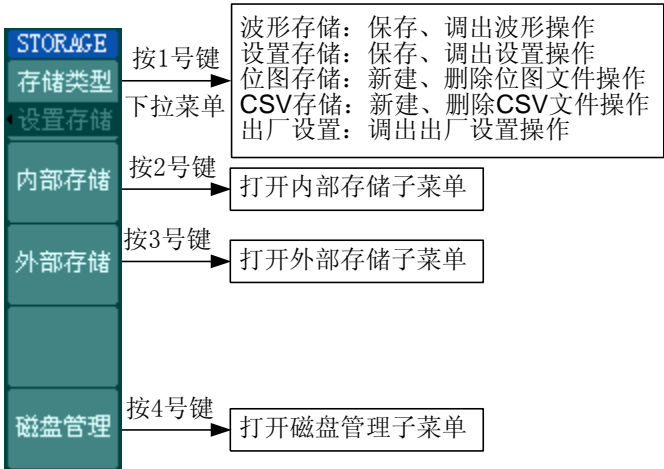 STORAGE
存储类型
设置存储
内部存储
外部存储
磁盘管理
按1号键
下拉菜单
波形存储：保存、调出波形操作
设置存储：保存、调出设置操作
位图存储：新建、删除位图文件操作
CSV存储：新建、删除CSV文件操作
出厂设置：调出出厂设置操作
按2号键
打开内部存储子菜单
按3号键
打开外部存储子菜单
按4号键
打开磁盘管理子菜单